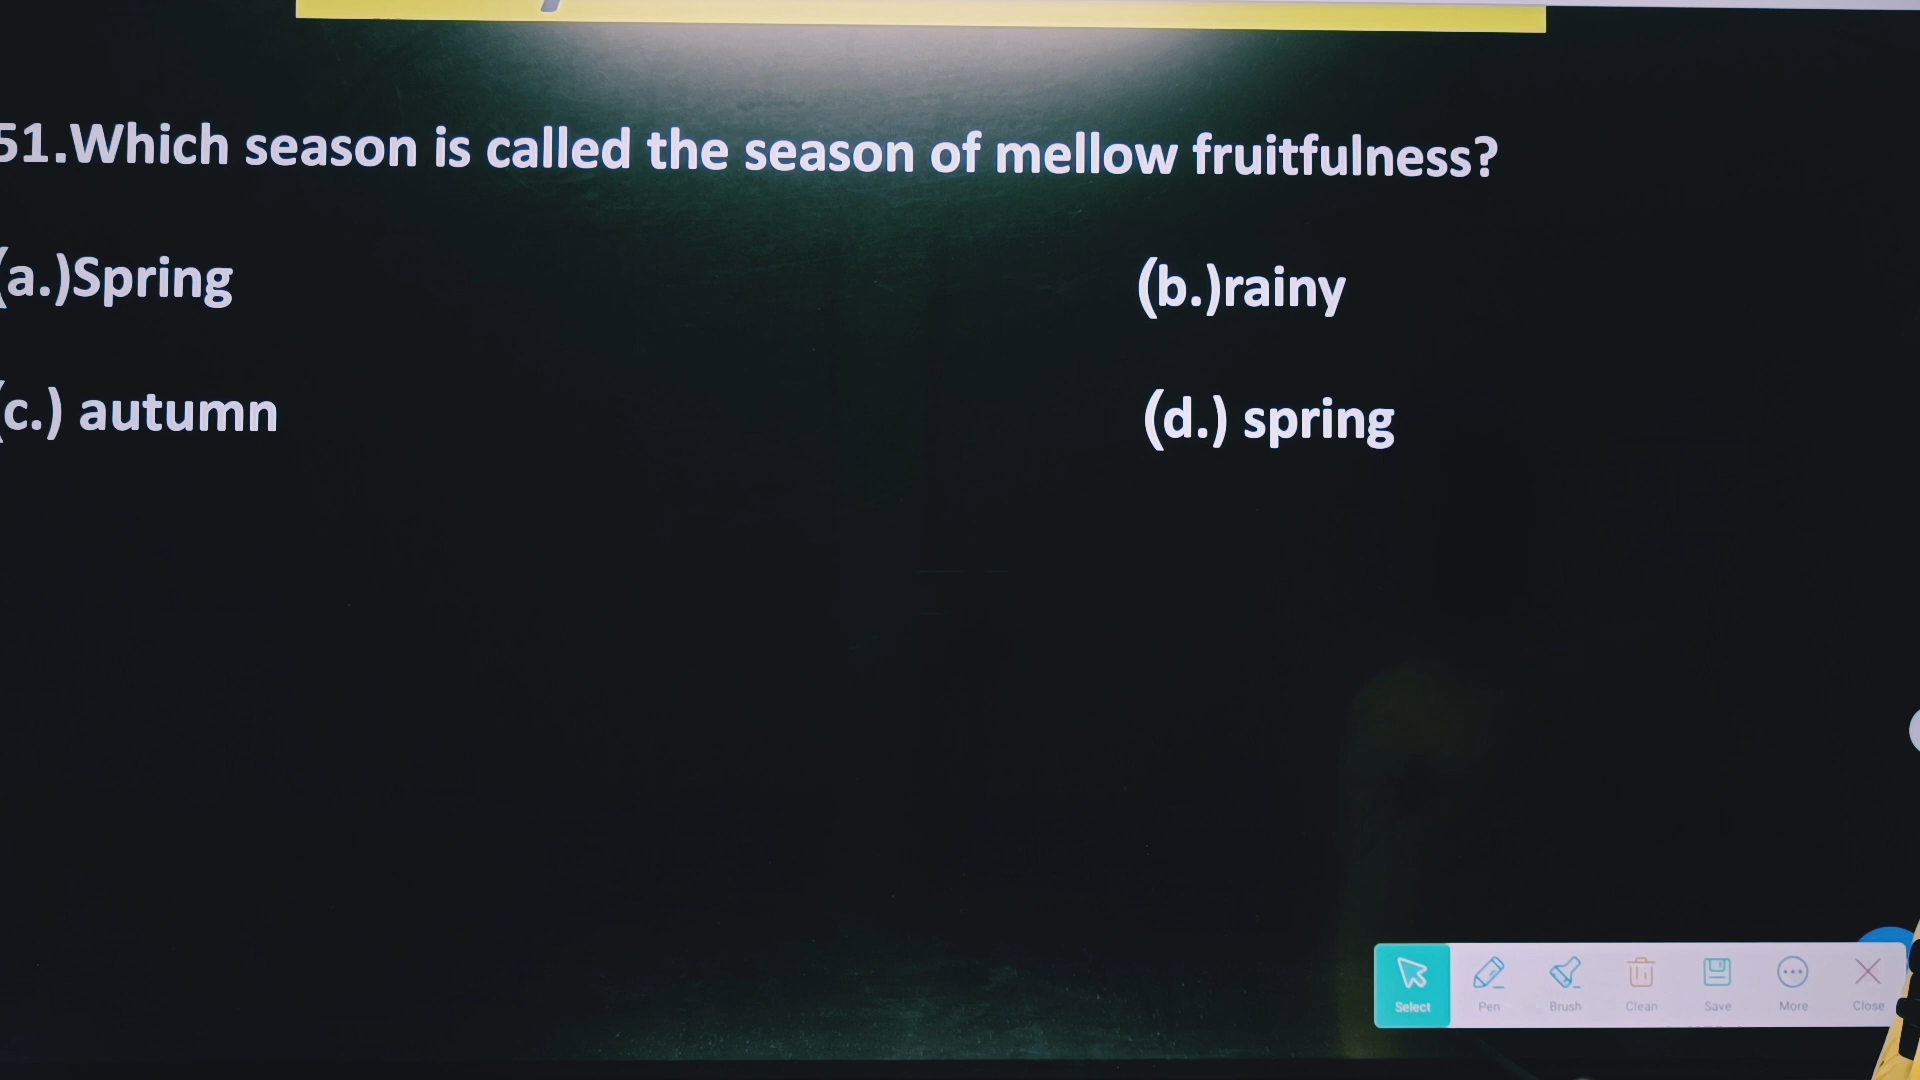 51.Which season is called the season of mellow fruitfulness?
(a.)Spring
(b.)rainy
(c.) autumn
(d.) spring
Select Pen Brush Clean Save More Close